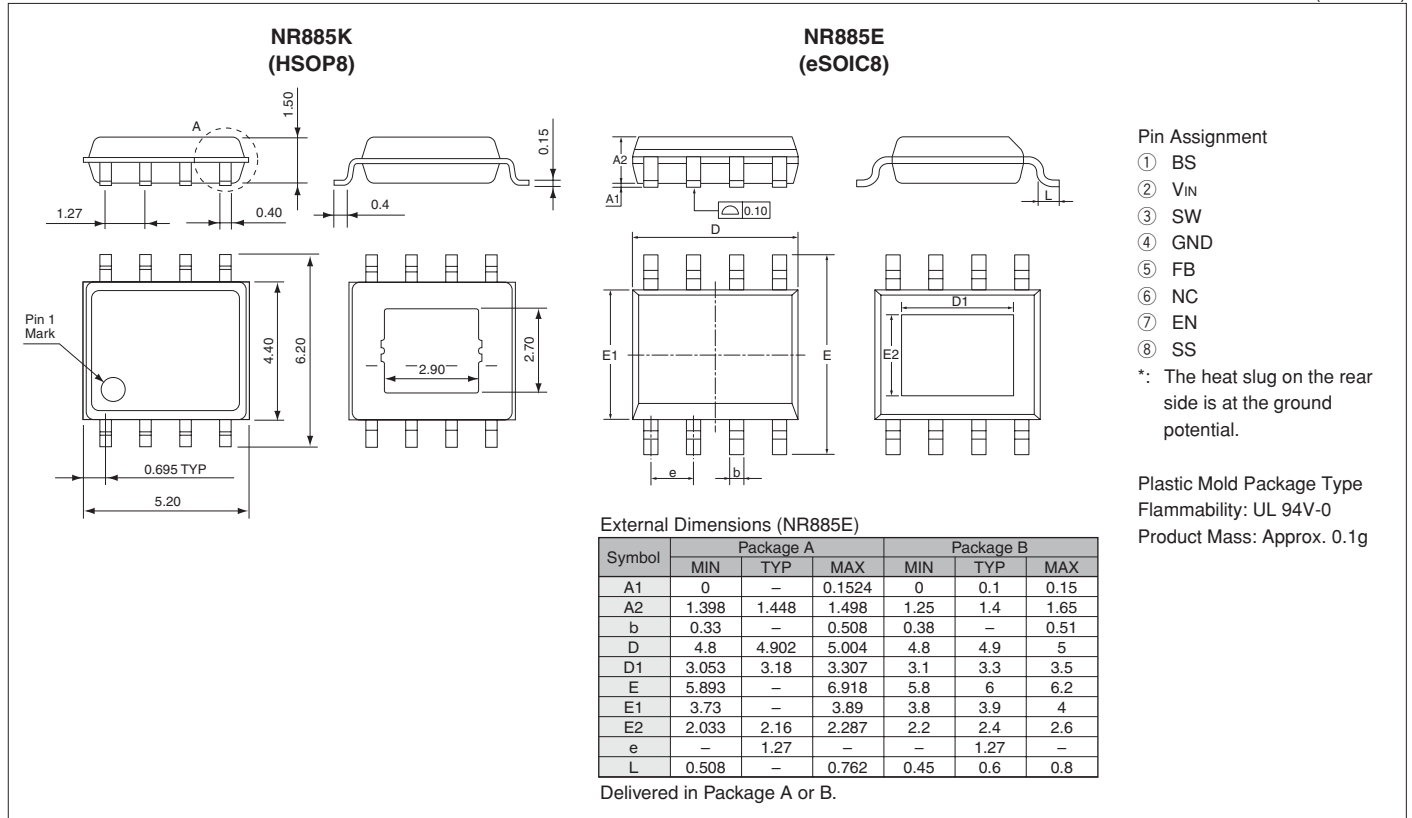 NR885K
(HSOP8)
NR885E
(eSOIC8)
A
1.50
0.15
1.27
0.40
0.4
Pin 1
Mark
4.40
6.20
2.90
2.70
0.695 TYP
5.20
A2
A1
0.10
D
L
E1
E
e
b
D1
E2
Pin Assignment
① BS
② VIN
③ SW
④ GND
⑤ FB
⑥ NC
⑦ EN
⑧ SS
*: The heat slug on the rear
side is at the ground
potential.
Plastic Mold Package Type
Flammability: UL 94V-0
Product Mass: Approx. 0.1g
External Dimensions (NR885E)
Symbol Package A Package B
MIN TYP MAX MIN TYP MAX
A1 0 – 0.1524 0 0.1 0.15
A2 1.398 1.448 1.498 1.25 1.4 1.65
b 0.33 – 0.508 0.38 – 0.51
D 4.8 4.902 5.004 4.8 4.9 5
D1 3.053 3.18 3.307 3.1 3.3 3.5
E 5.893 – 6.918 5.8 6 6.2
E1 3.73 – 3.89 3.8 3.9 4
E2 2.033 2.16 2.287 2.2 2.4 2.6
e – 1.27 – – 1.27 –
L 0.508 – 0.762 0.45 0.6 0.8
Delivered in Package A or B.